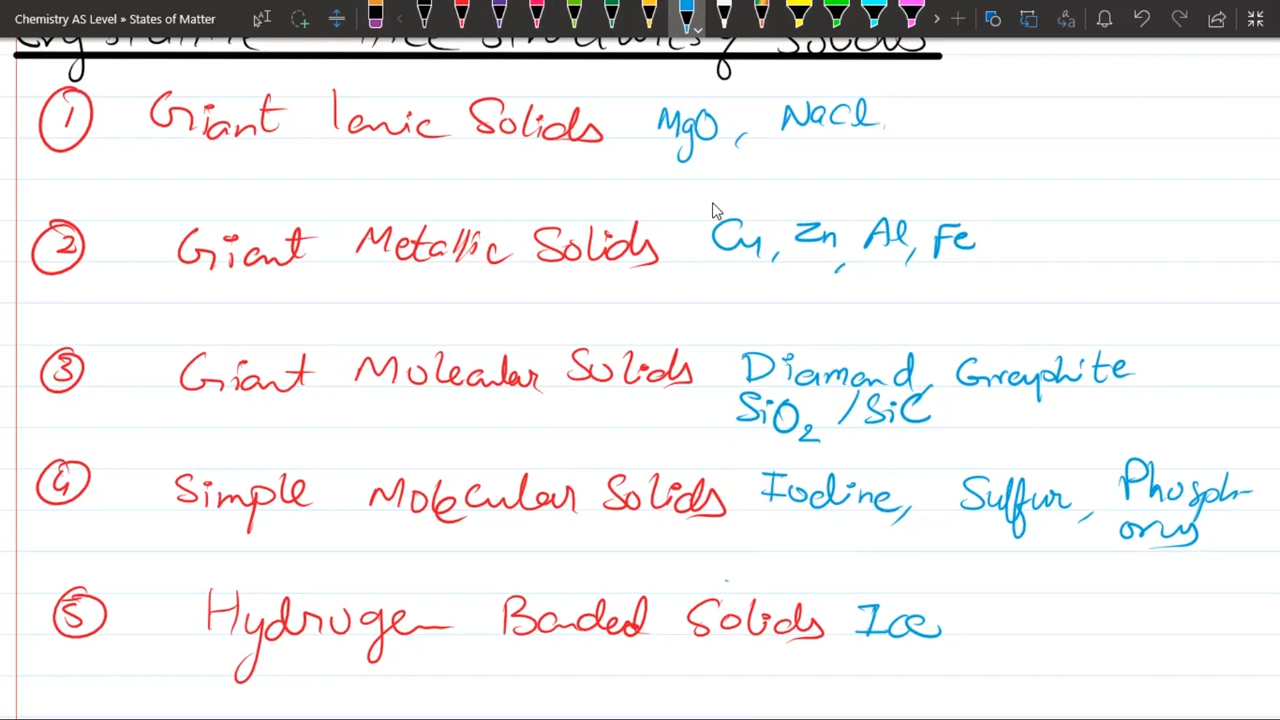 Chemistry AS Level » States of Matter
Solids
① Giant Ionic Solids MgO, NaCl
② Giant Metallic Solids Cu, Zn, Al, Fe
③ Giant Molecular Solids Diamond, Graphite
SiO2 / SiC
④ Simple Molecular Solids Iodine, Sulfur, Phosph-
orus
⑤ Hydrogen Bonded Solids Ice